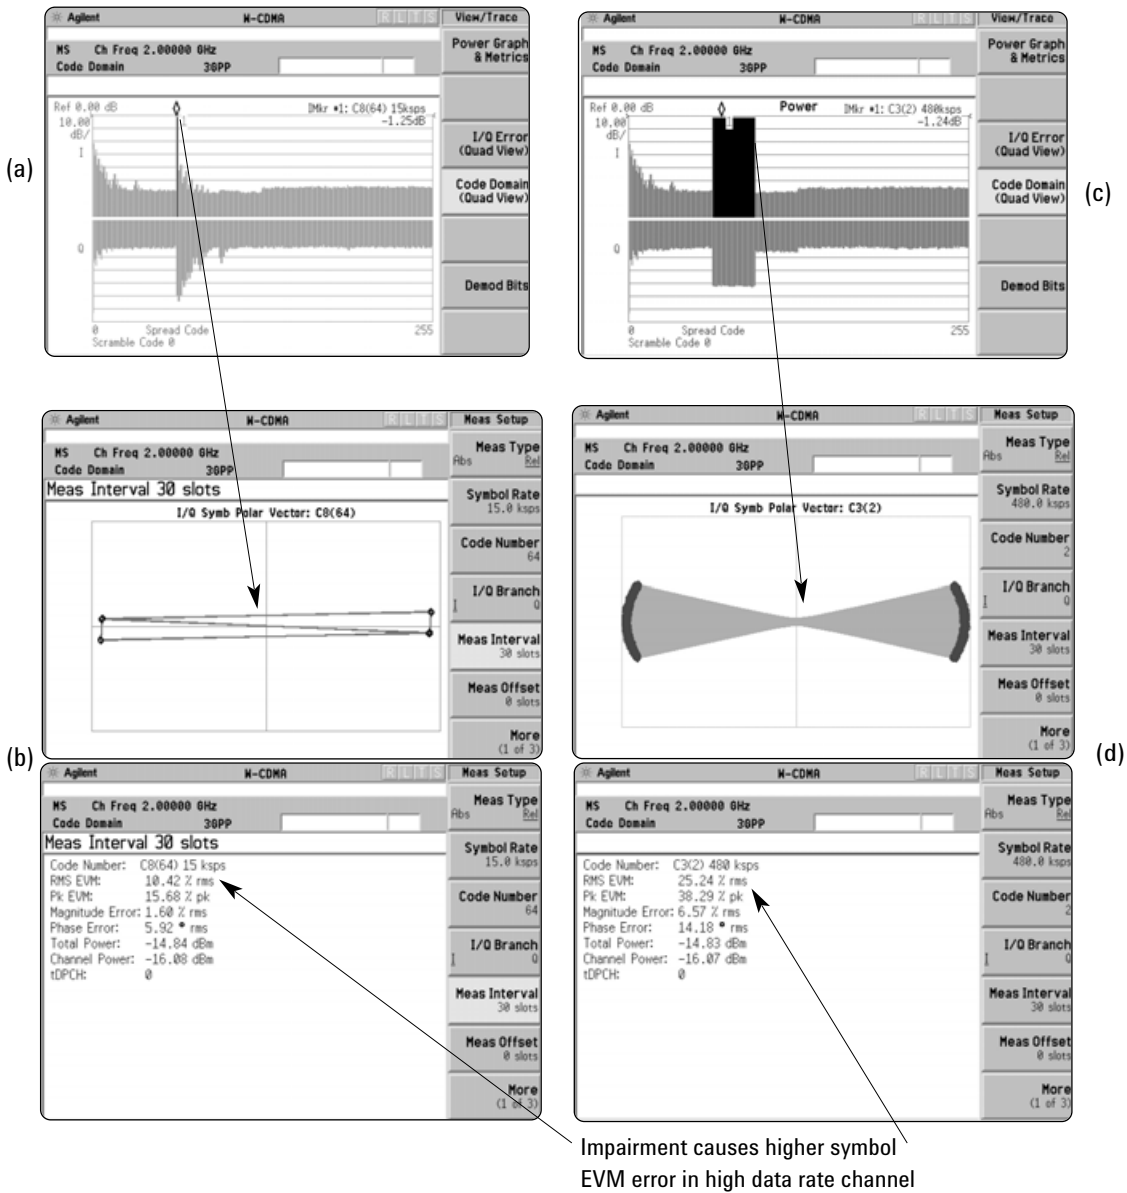 (a)
Agilent W-CDMA R L T S View/Trace
MS Ch Freq 2.00000 GHz
Code Domain 3GPP
Power Graph
& Metrics
I/Q Error
(Quad View)
Code Domain
(Quad View)
Demod Bits
Ref 0.00 dB IMkr #1: C8(64) 15ksps
10.00 -1.25dB
dB/
1
I
Q
0 Spread Code 255
Scramble Code 0
(c)
Agilent W-CDMA R L T S View/Trace
MS Ch Freq 2.00000 GHz
Code Domain 3GPP
Power Graph
& Metrics
I/Q Error
(Quad View)
Code Domain
(Quad View)
Demod Bits
Ref 0.00 dB Power IMkr #1: C3(2) 480ksps
10.00 -1.24dB
dB/
1
I
Q
0 Spread Code 255
Scramble Code 0
(b)
Agilent W-CDMA R L T S Meas Setup
MS Ch Freq 2.00000 GHz
Code Domain 3GPP
Meas Interval 30 slots
I/Q Symb Polar Vector: C8(64)
Meas Type
Abs Rel
Symbol Rate
15.0 ksps
Code Number
64
I/Q Branch
I Q
Meas Interval
30 slots
Meas Offset
0 slots
More
(1 of 3)
Agilent W-CDMA R L T S Meas Setup
MS Ch Freq 2.00000 GHz
Code Domain 3GPP
Meas Interval 30 slots
Code Number: C8(64) 15 ksps
RMS EVM: 10.42 % rms
Pk EVM: 15.68 % pk
Magnitude Error: 1.60 % rms
Phase Error: 5.92 ° rms
Total Power: -14.84 dBm
Channel Power: -16.08 dBm
tDPCH: 0
Meas Type
Abs Rel
Symbol Rate
15.0 ksps
Code Number
64
I/Q Branch
I Q
Meas Interval
30 slots
Meas Offset
0 slots
More
(1 of 3)
(d)
Agilent W-CDMA R L T S Meas Setup
MS Ch Freq 2.00000 GHz
Code Domain 3GPP
I/Q Symb Polar Vector: C3(2)
Meas Type
Abs Rel
Symbol Rate
480.0 ksps
Code Number
2
I/Q Branch
I Q
Meas Interval
30 slots
Meas Offset
0 slots
More
(1 of 3)
Agilent W-CDMA R L T S Meas Setup
MS Ch Freq 2.00000 GHz
Code Domain 3GPP
Code Number: C3(2) 480 ksps
RMS EVM: 25.24 % rms
Pk EVM: 38.29 % pk
Magnitude Error: 6.57 % rms
Phase Error: 14.18 ° rms
Total Power: -14.83 dBm
Channel Power: -16.07 dBm
tDPCH: 0
Meas Type
Abs Rel
Symbol Rate
480.0 ksps
Code Number
2
I/Q Branch
I Q
Meas Interval
30 slots
Meas Offset
0 slots
More
(1 of 3)
Impairment causes higher symbol
EVM error in high data rate channel